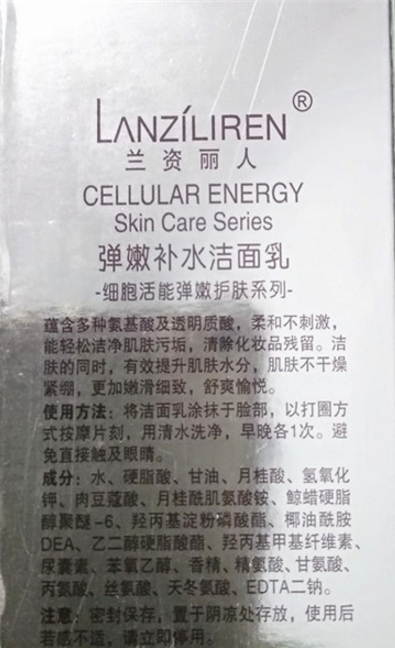 LANZÍLIREN®
兰资丽人
CELLULAR ENERGY
Skin Care Series
弹嫩补水洁面乳
-细胞活能弹嫩护肤系列-
蕴含多种氨基酸及透明质酸，柔和不刺激，
能轻松洁净肌肤污垢，清除化妆品残留。洁
肤的同时，有效提升肌肤水分，肌肤不干燥
紧绷，更加嫩滑细致，舒爽愉悦。
使用方法：将洁面乳涂抹于脸部，以打圈方
式按摩片刻，用清水洗净，早晚各1次。避
免直接触及眼睛。
成分：水、硬脂酸、甘油、月桂酸、氢氧化
钾、肉豆蔻酸、月桂酰肌氨酸铵、鲸蜡硬脂
醇聚醚-6、羟丙基淀粉磷酸酯、椰油酰胺
DEA、乙二醇硬脂酸酯、羟丙基甲基纤维素、
尿囊素、苯氧乙醇、香精、精氨酸、甘氨酸、
丙氨酸、丝氨酸、天冬氨酸、EDTA二钠。
注意：密封保存，置于阴凉处存放，使用后
若感不适，请立即停用。